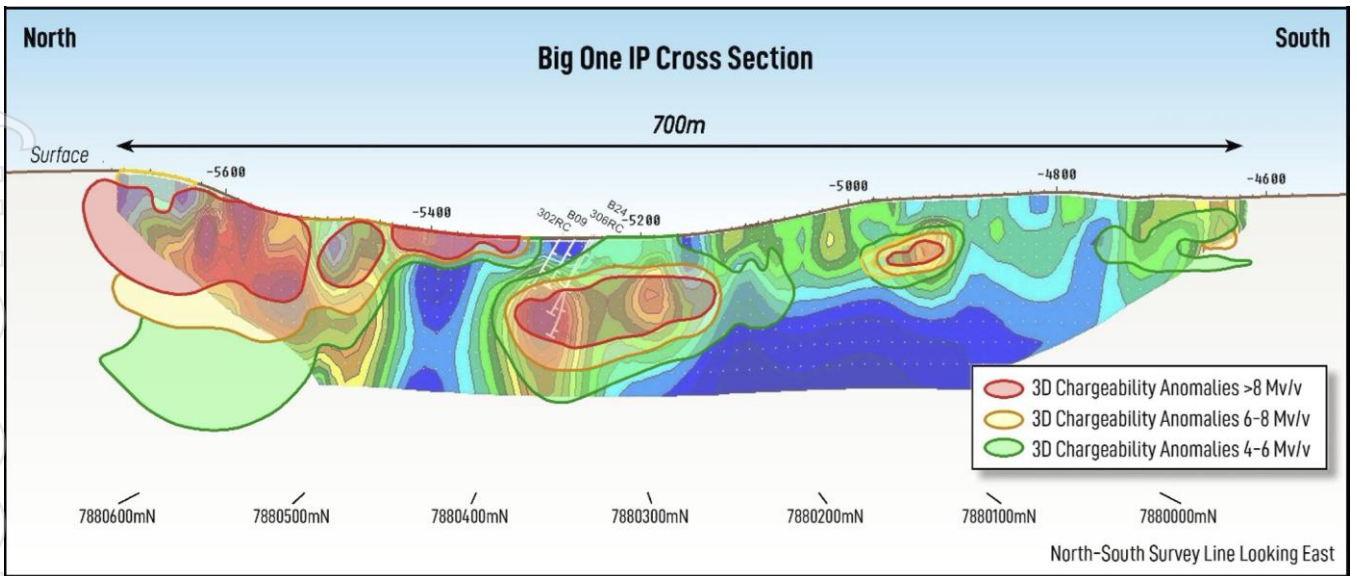 North
South
Big One IP Cross Section
700m
Surface
-5600
-5400
302RC
B09
306RC
B24
-5200
-5000
-4800
-4600
3D Chargeability Anomalies >8 Mv/v
3D Chargeability Anomalies 6-8 Mv/v
3D Chargeability Anomalies 4-6 Mv/v
7880600mN
7880500mN
7880400mN
7880300mN
7880200mN
7880100mN
7880000mN
North-South Survey Line Looking East